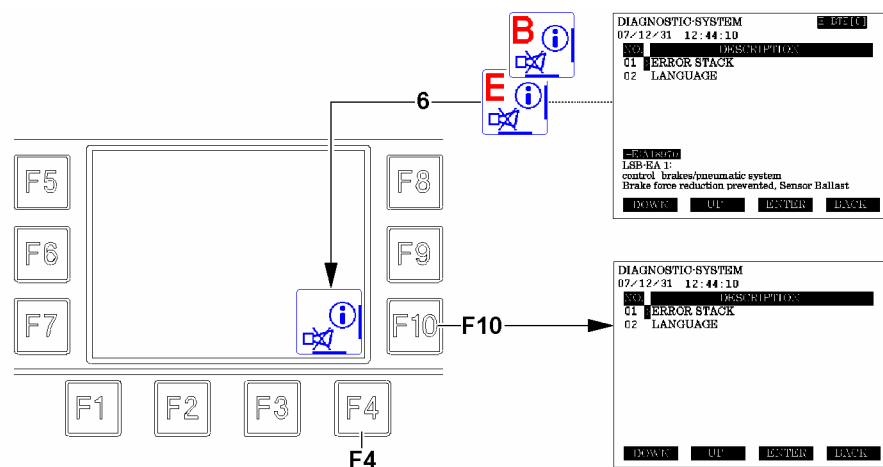 DIAGNOSTIC-SYSTEM
07/12/31 12:44:10
NO. DESCRIPTION
01 ERROR STACK
02 LANGUAGE
LSB-EA 1:
control brakes/pneumatic system
Brake force reduction prevented, Sensor Ballast
DOWN UP ENTER BACK
B
E
6
F5
F8
F6
F9
F7
F10
F10
F1
F2
F3
F4
F4
DIAGNOSTIC-SYSTEM
07/12/31 12:44:10
NO. DESCRIPTION
01 ERROR STACK
02 LANGUAGE
DOWN UP ENTER BACK